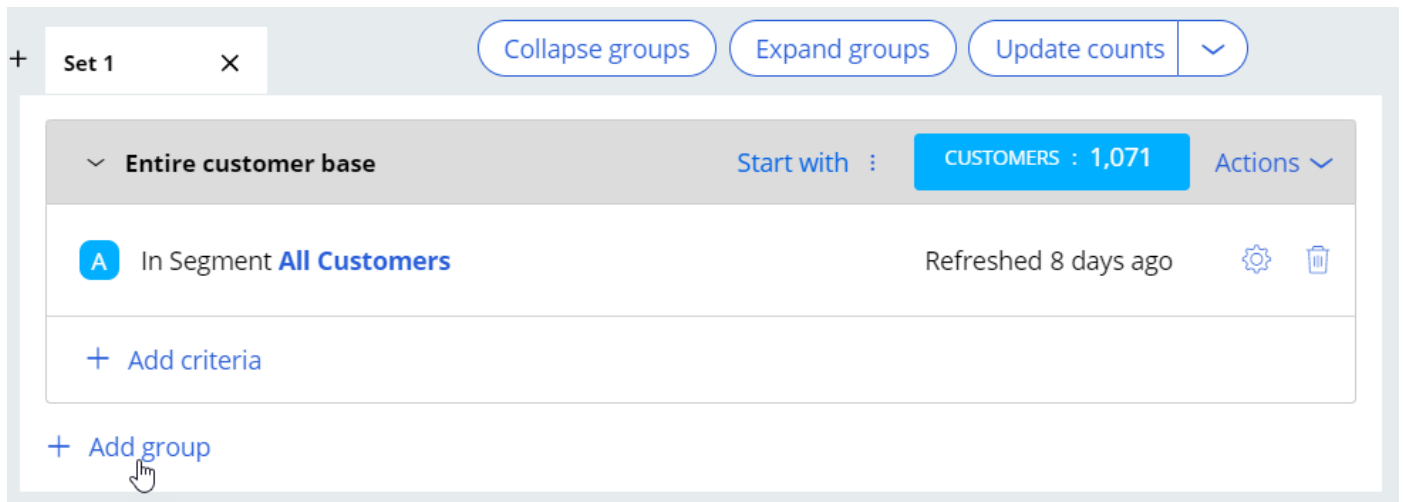 + Set 1 ×
Collapse groups Expand groups Update counts
Entire customer base Start with CUSTOMERS : 1,071 Actions
A In Segment All Customers Refreshed 8 days ago
+ Add criteria
+ Add group